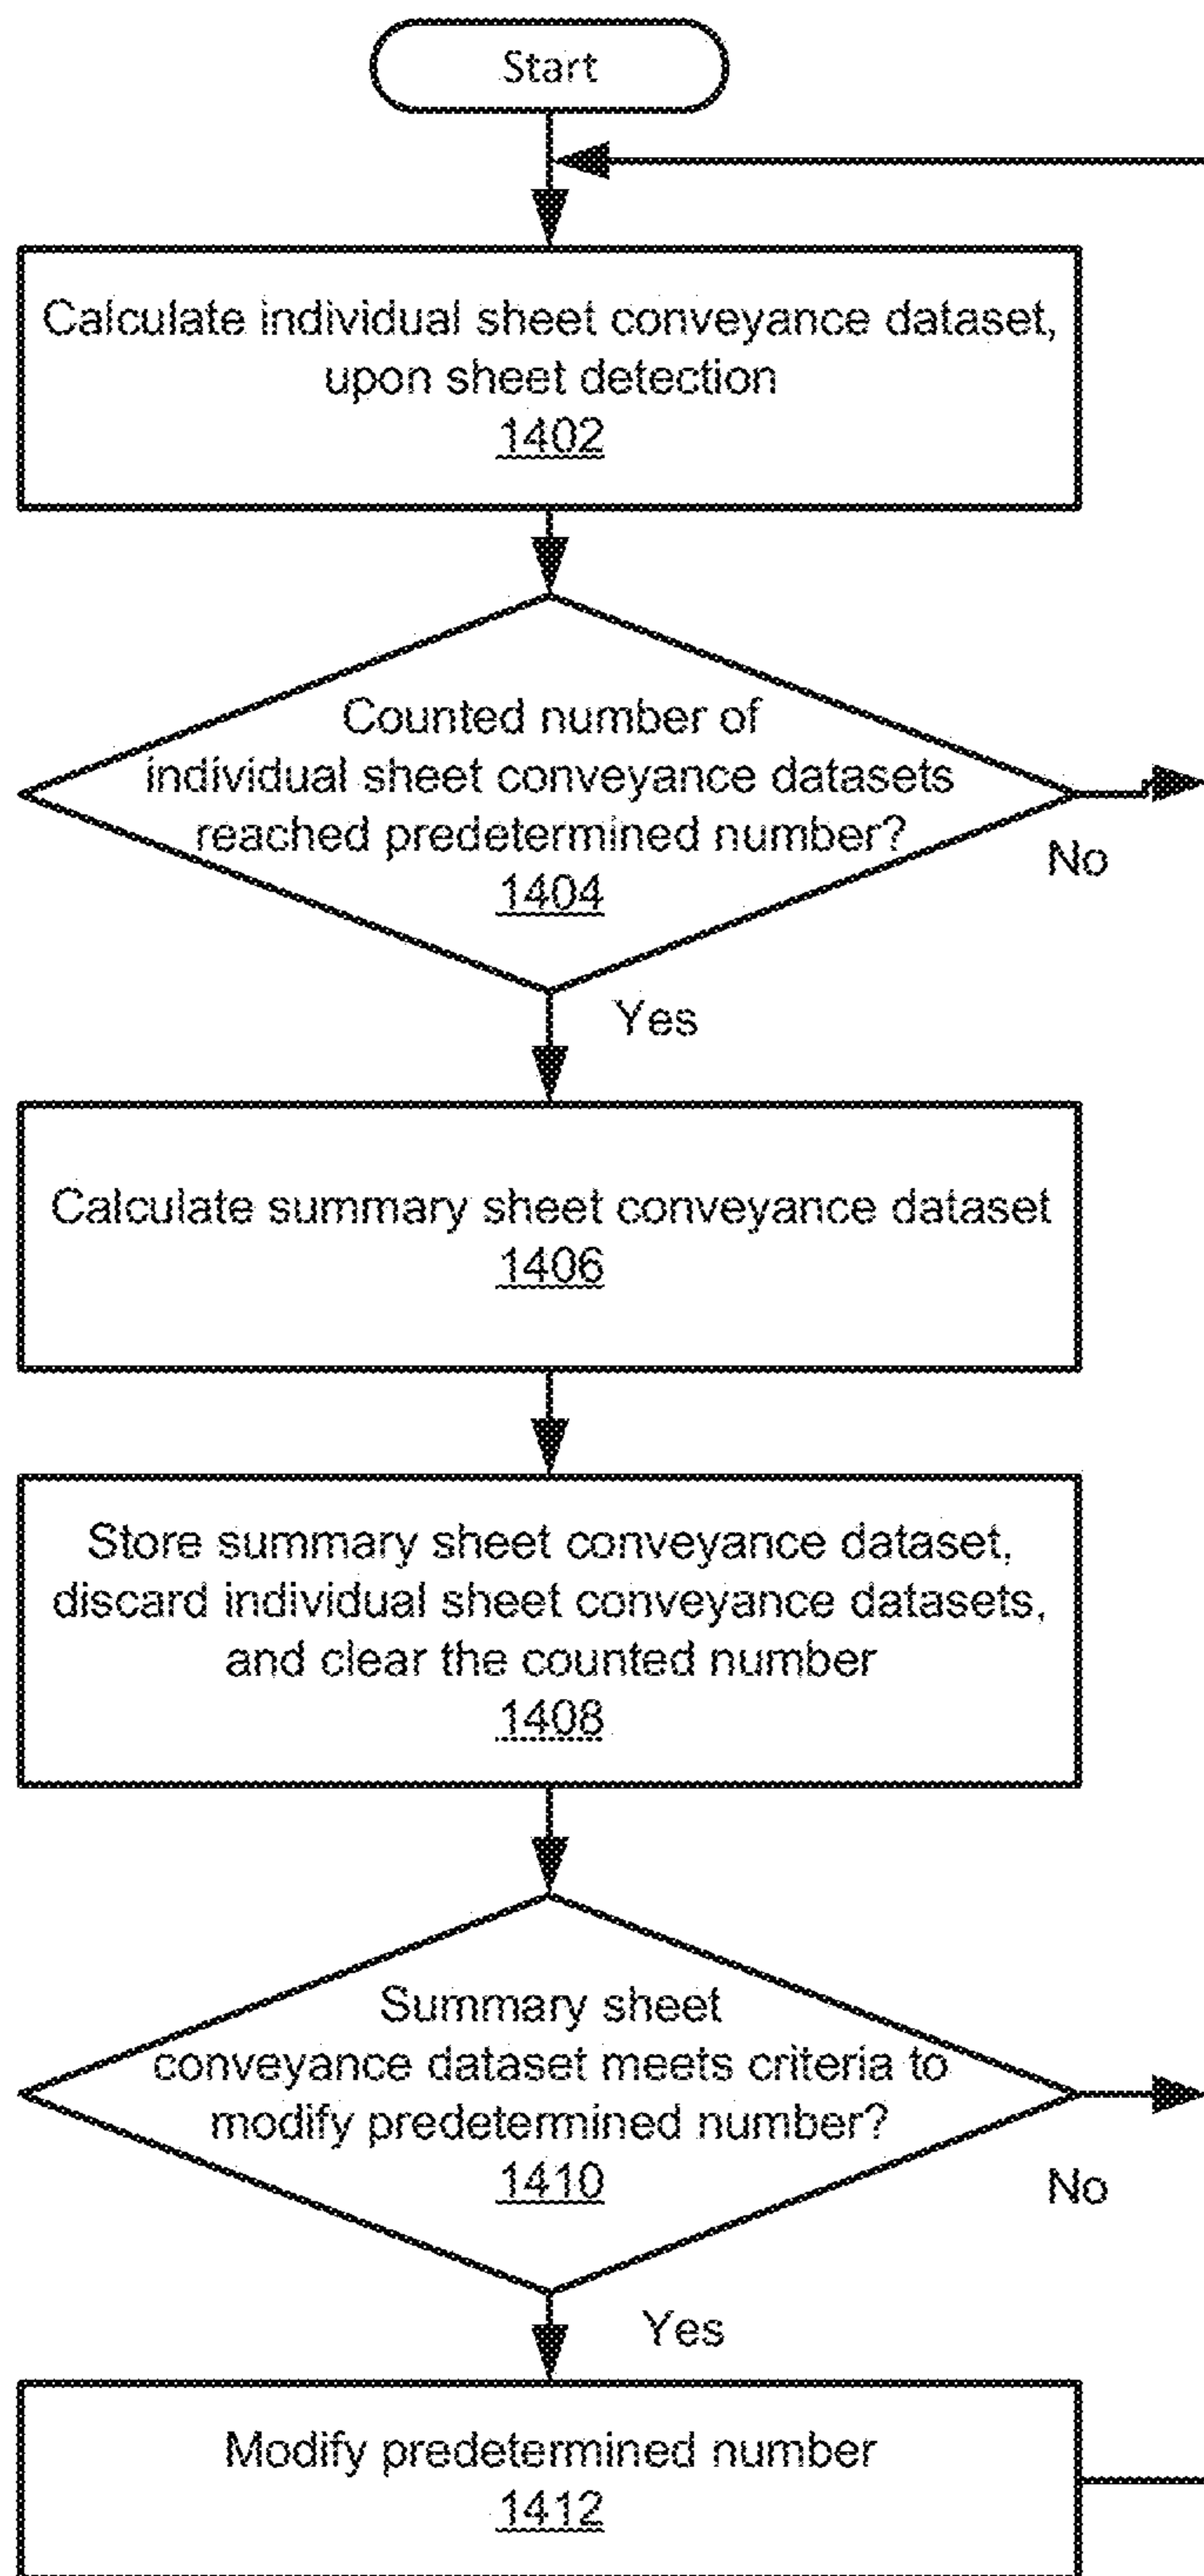 Start
Calculate individual sheet conveyance dataset,
upon sheet detection
1402
Counted number of
individual sheet conveyance datasets
reached predetermined number?
1404
No
Yes
Calculate summary sheet conveyance dataset
1406
Store summary sheet conveyance dataset,
discard individual sheet conveyance datasets,
and clear the counted number
1408
Summary sheet
conveyance dataset meets criteria to
modify predetermined number?
1410
No
Yes
Modify predetermined number
1412